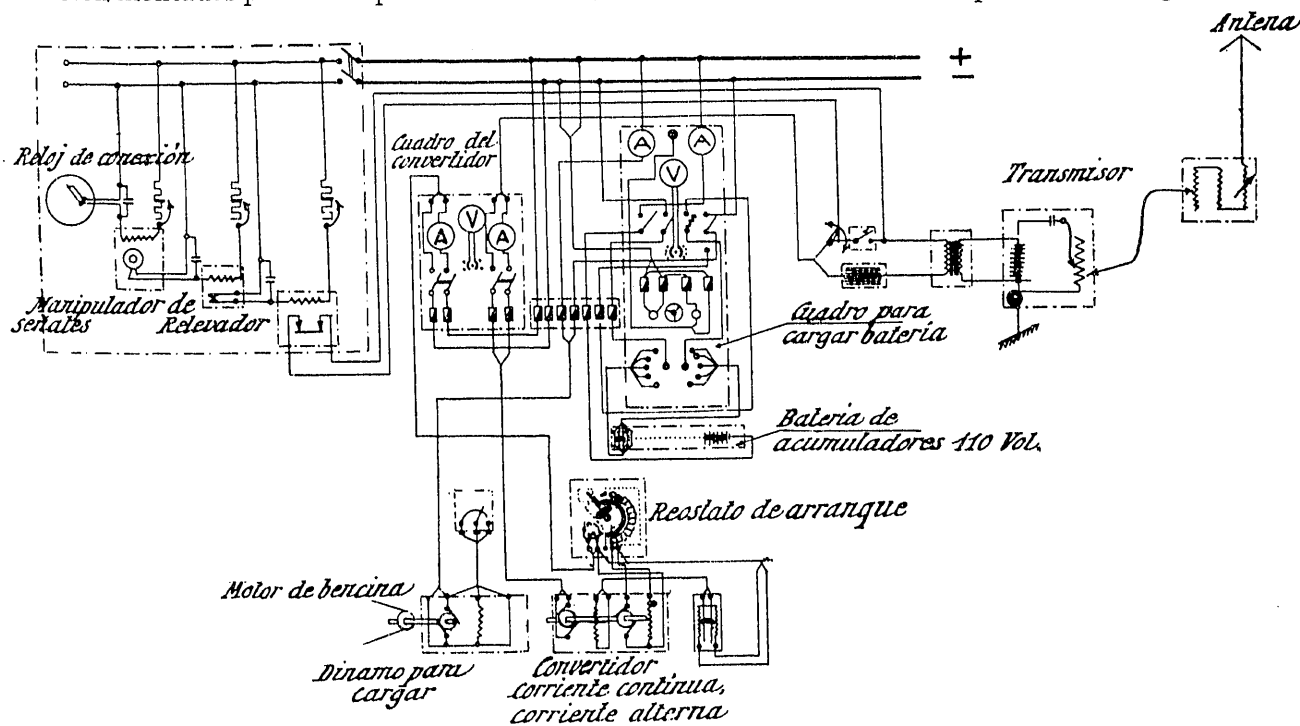 Antena
+
−
Reloj de conexión
Cuadro del
convertidor
A
A
V
Transmisor
A
V
A
Manipulador de
señales
Relevador
Cuadro para
cargar batería
Batería de
acumuladores 110 Vol.
Reostato de arranque
Motor de bencina
Dinamo para
cargar
Convertidor
corriente contínua,
corriente alterna